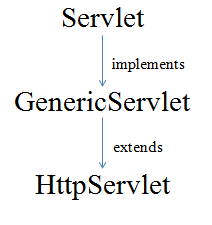 Servlet
implements
GenericServlet
extends
HttpServlet